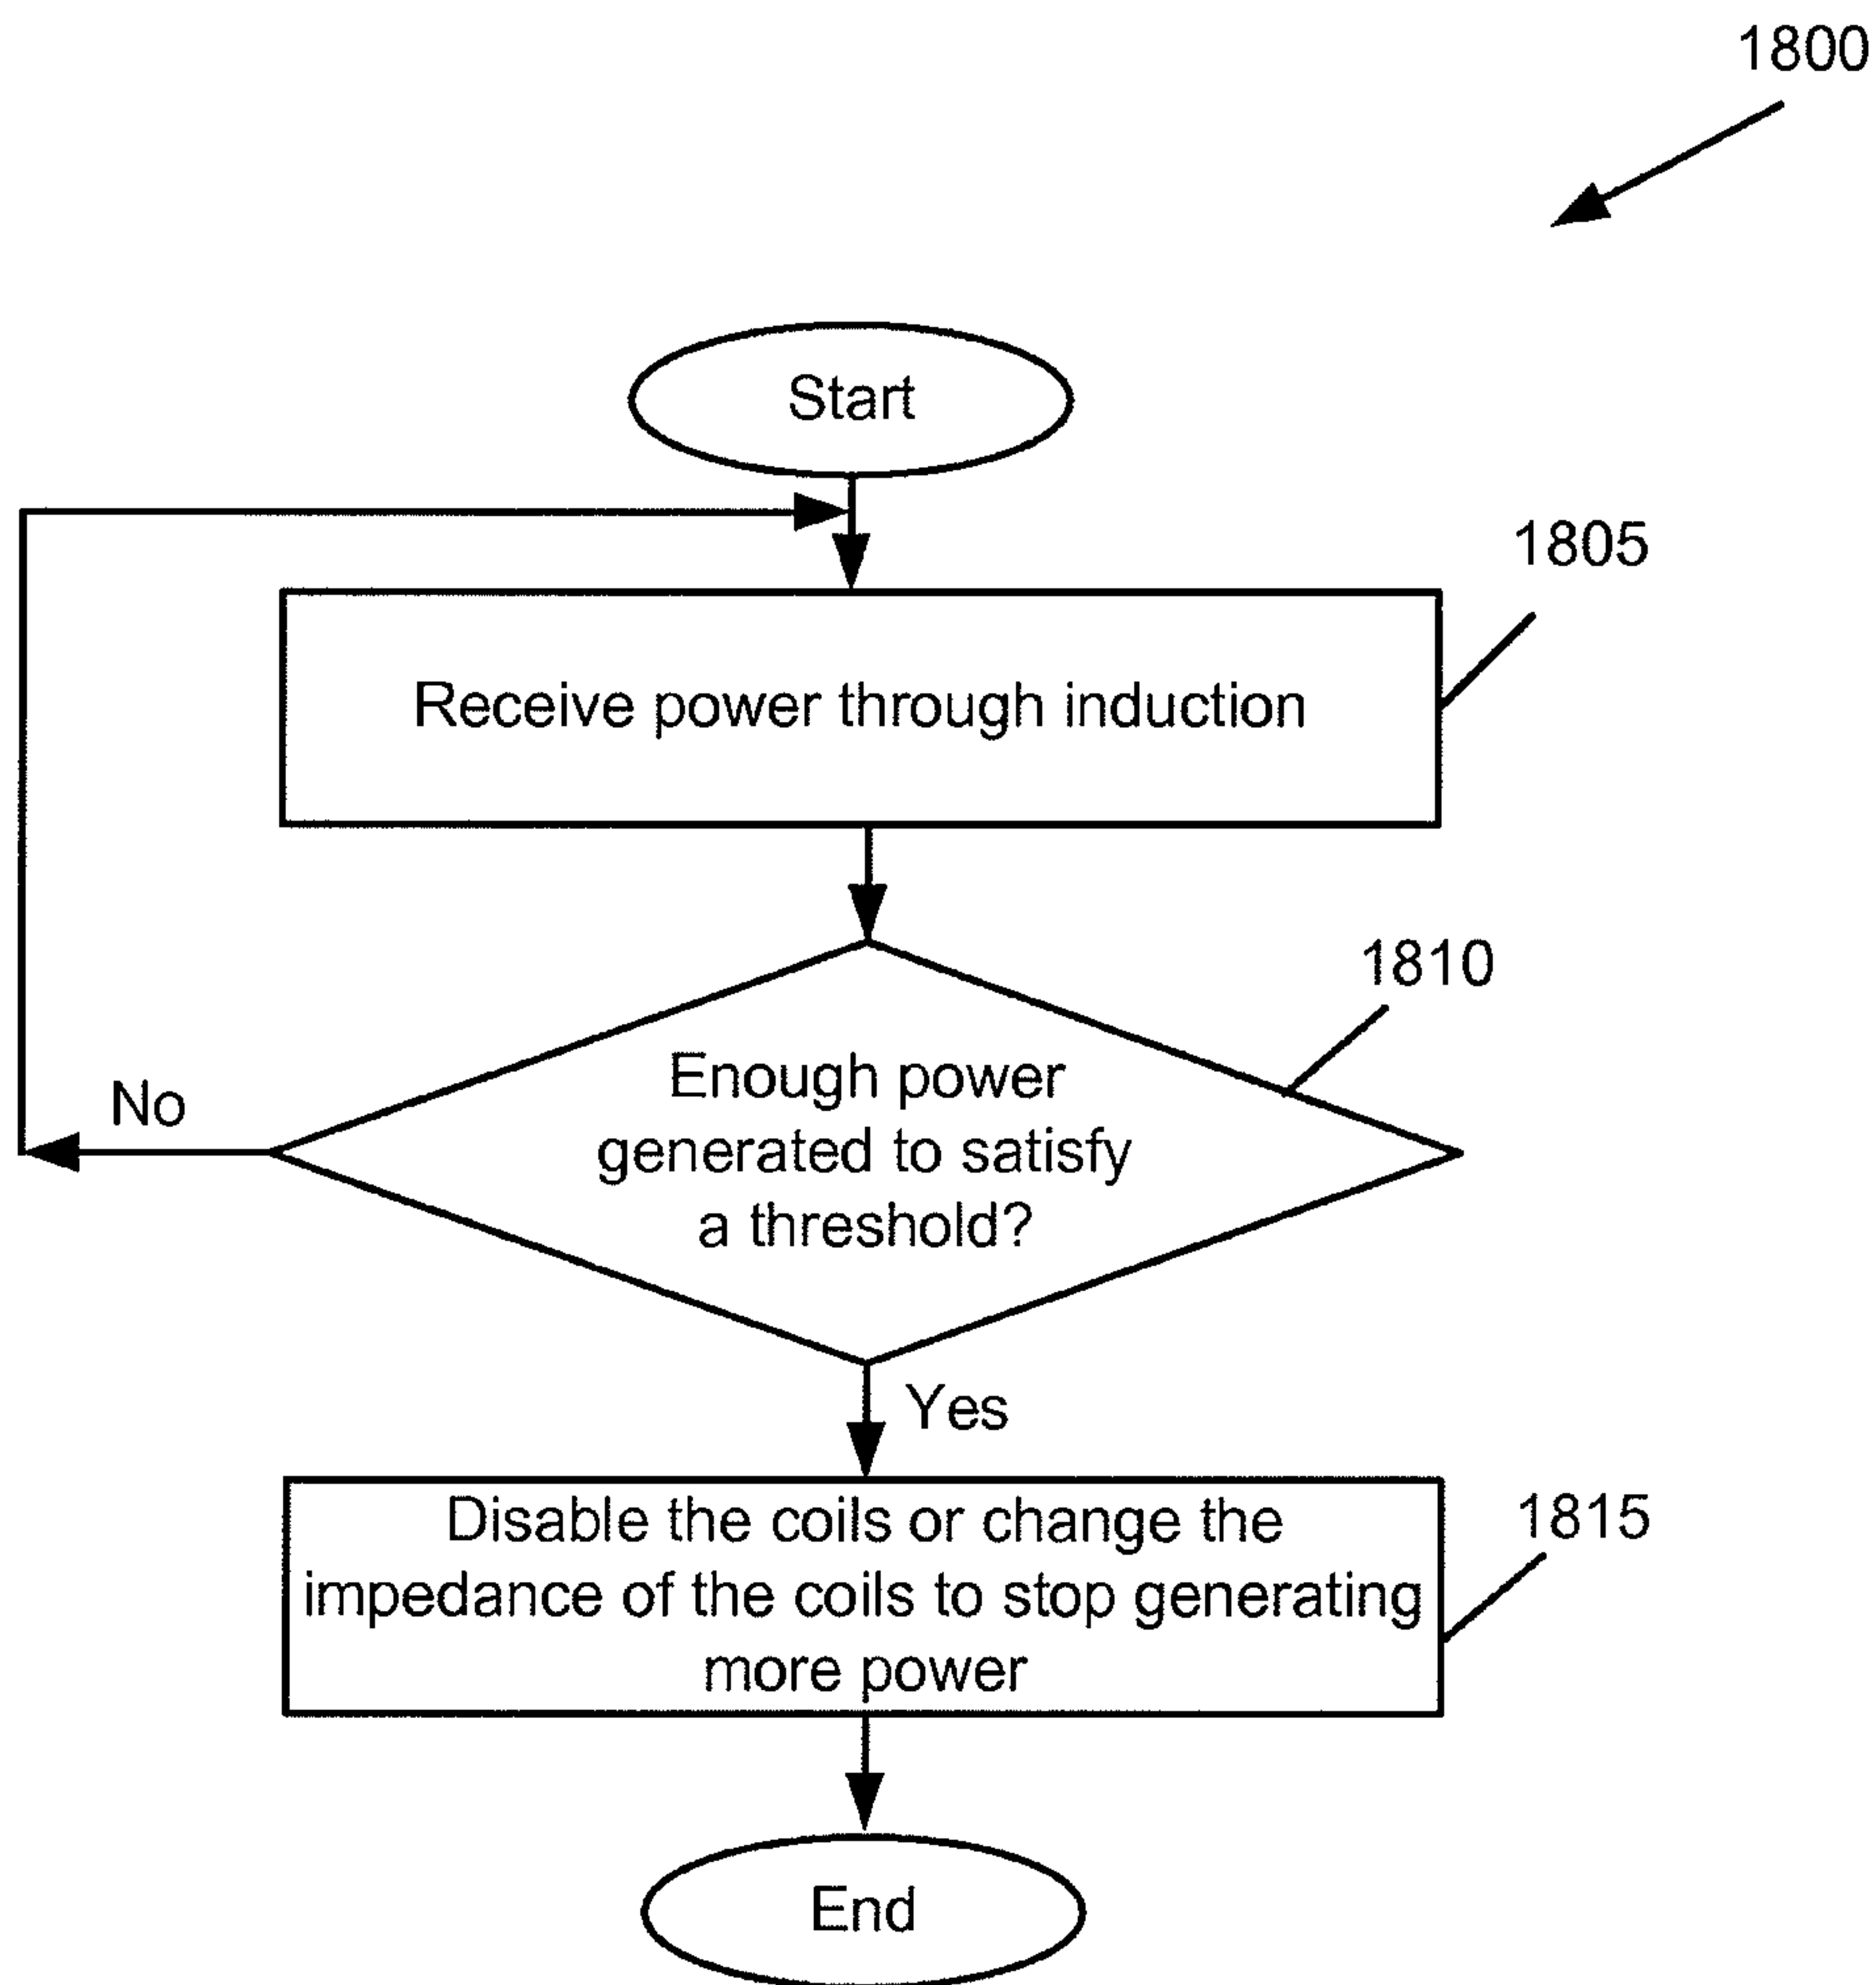 1800
Start
1805
Receive power through induction
1810
Enough power
generated to satisfy
a threshold?
No
Yes
Disable the coils or change the
impedance of the coils to stop generating
more power
1815
End